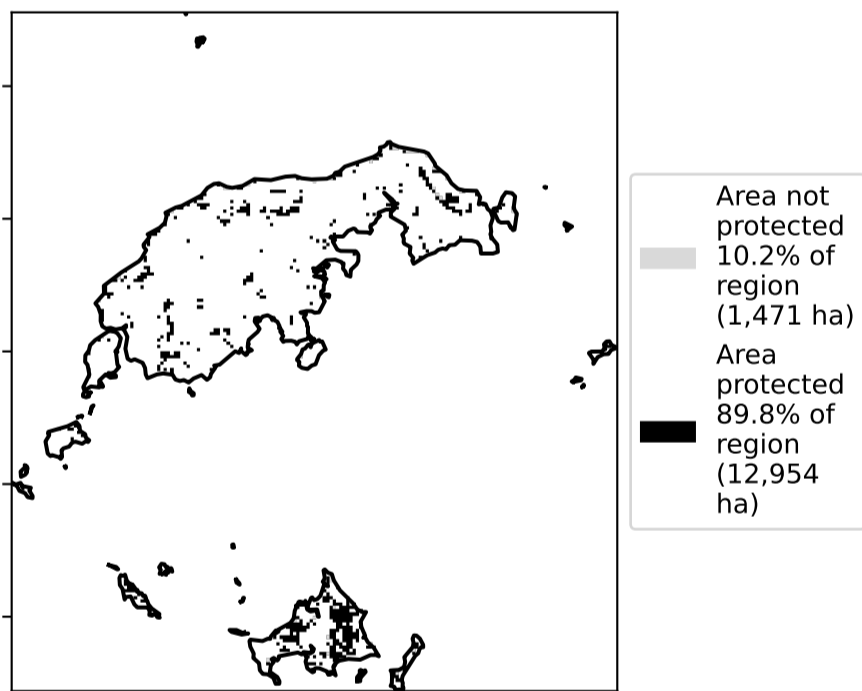 Area not
protected
10.2% of
region
(1,471 ha)
Area
protected
89.8% of
region
(12,954
ha)